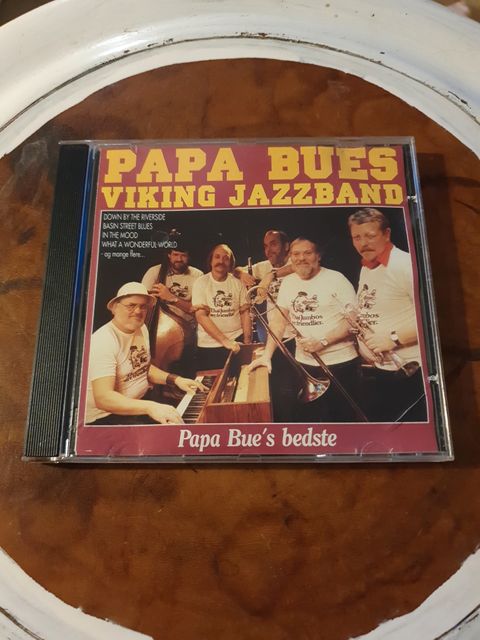 PAPA BUES
VIKING JAZZBAND
DOWN BY THE RIVERSIDE
BASIN STREET BLUES
IN THE MOOD
WHAT A WONDERFUL WORLD
- og mange flere...
Papa Bue's bedste